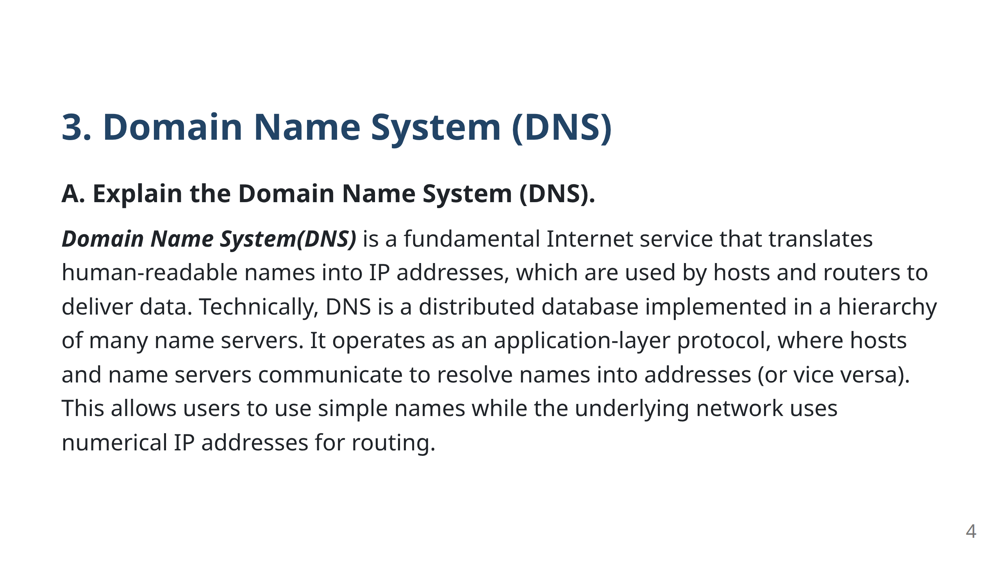 3. Domain Name System (DNS)
A. Explain the Domain Name System (DNS).
Domain Name System(DNS) is a fundamental Internet service that translates
human-readable names into IP addresses, which are used by hosts and routers to
deliver data. Technically, DNS is a distributed database implemented in a hierarchy
of many name servers. It operates as an application-layer protocol, where hosts
and name servers communicate to resolve names into addresses (or vice versa).
This allows users to use simple names while the underlying network uses
numerical IP addresses for routing.
4